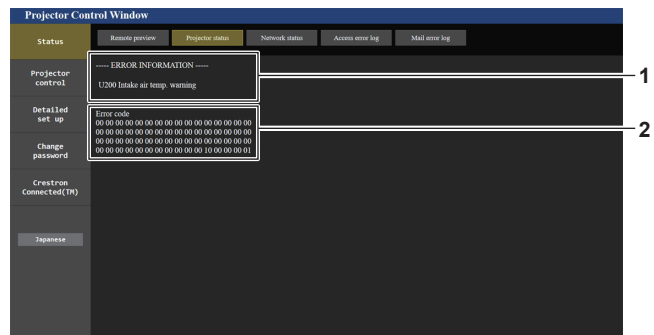 Projector Control Window
Status
Remote preview
Projector status
Network status
Access error log
Mail error log
----- ERROR INFORMATION -----
U200 Intake air temp. warning
1
Projector
control
Detailed
set up
Error code
00 00 00 00 00 00 00 00 00 00 00 00 00 00 00 00
00 00 00 00 00 00 00 00 00 00 00 00 00 00 00 00
00 00 00 00 00 00 00 00 00 00 00 00 00 00 00 00
00 00 00 00 00 00 00 00 00 00 00 10 00 00 00 01
2
Change
password
Crestron
Connected(TM)
Japanese